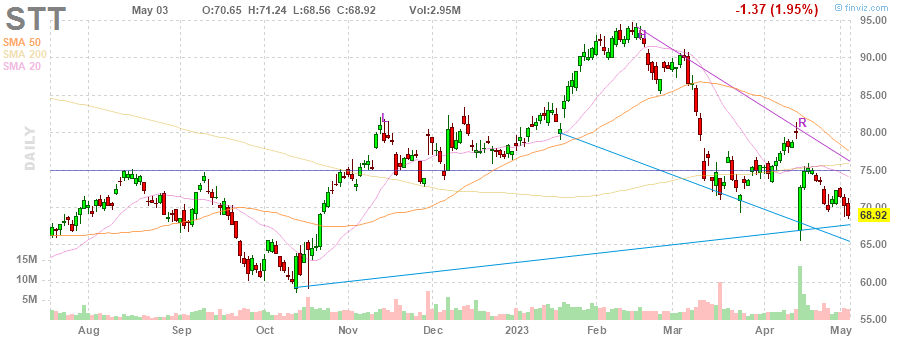 STT May 03 O:70.65 H:71.24 L:68.56 C:68.92 Vol:2.95M -1.37 (1.95%) © finviz.com
SMA 50
SMA 200
SMA 20
DAILY
95.00
90.00
85.00
80.00
75.00
70.00
68.92
65.00
60.00
55.00
15M
10M
5M
R
Aug Sep Oct Nov Dec 2023 Feb Mar Apr May